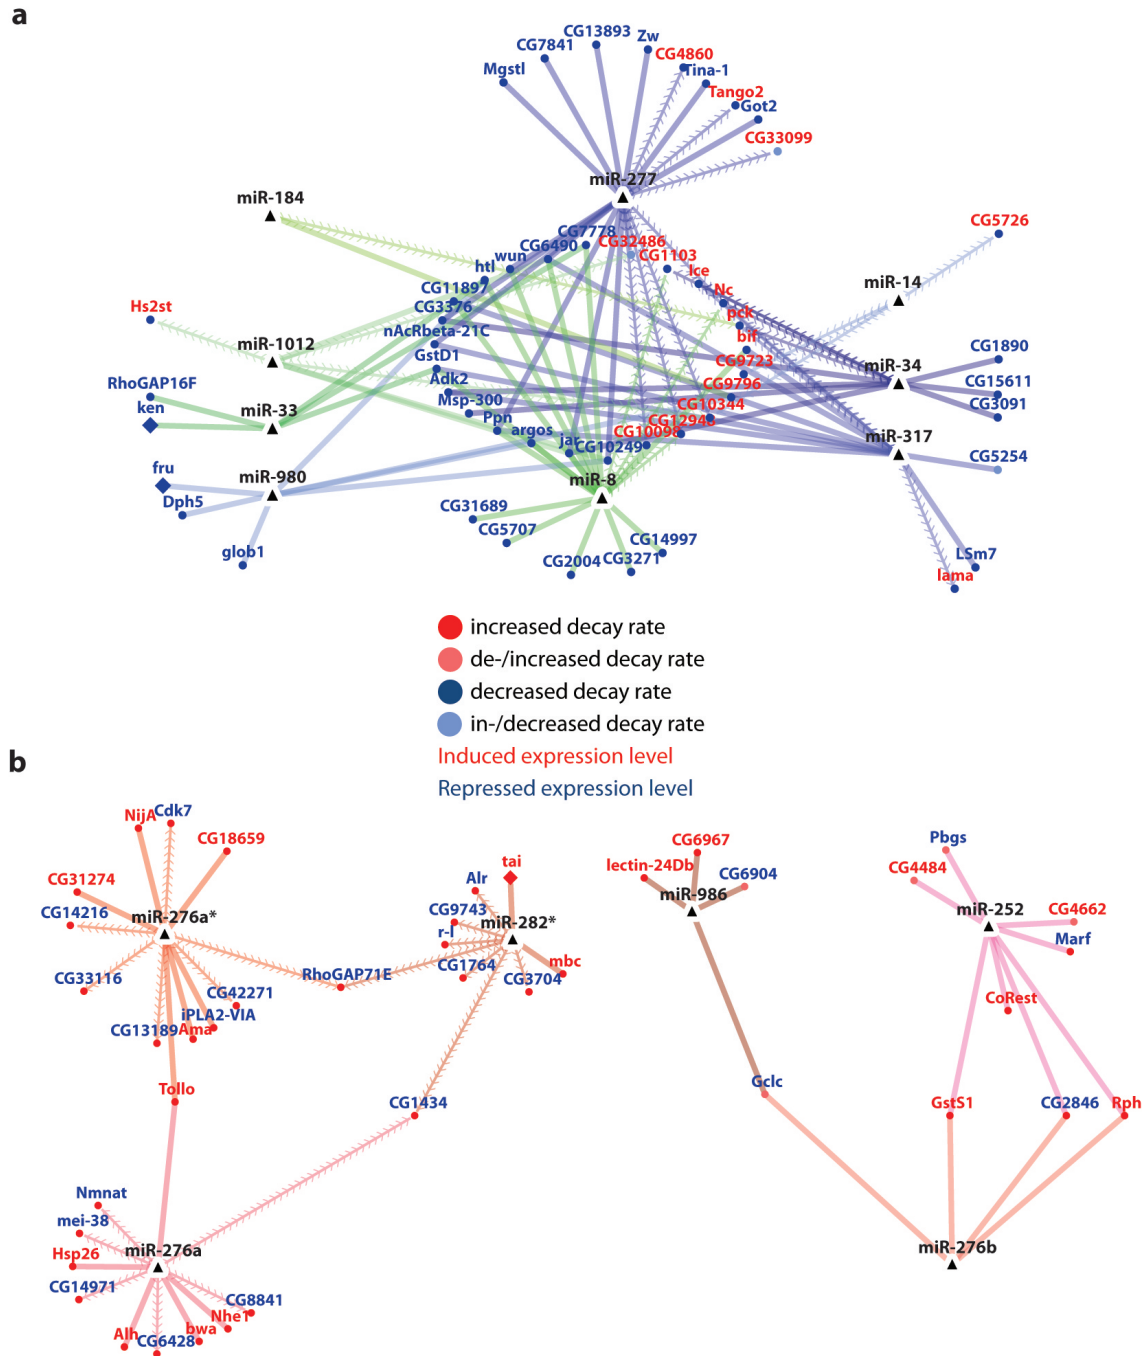 a
CG13893
Zw
CG7841
CG4860
Mgstl
Tina-1
Tango2
Got2
CG33099
miR-277
miR-184
CG5726
CG7778
CG6490
CG32486
wun
CG1103
htl
Ice
miR-14
CG11897
Nc
Hs2st
CG3376
pck
nAcRbeta-21C
bif
miR-1012
CG1890
GstD1
CG9723
miR-34
RhoGAP16F
Adk2
CG9796
CG15611
ken
miR-33
Msp-300
CG10344
CG3091
Ppn
CG12948
argos
CG10098
miR-317
jar
CG10249
CG5254
fru
miR-980
miR-8
Dph5
CG31689
CG5707
CG14997
glob1
CG2004
CG3271
LSm7
lama
increased decay rate
de-/increased decay rate
decreased decay rate
in-/decreased decay rate
Induced expression level
Repressed expression level
b
NijA
Cdk7
CG18659
CG6967
Pbgs
tai
lectin-24Db
CG4484
CG31274
Alr
CG6904
miR-986
CG14216
miR-276a*
CG9743
miR-282*
miR-252
CG4662
r-l
Marf
CG33116
RhoGAP71E
CG1764
mbc
CG3704
CG42271
CoRest
iPLA2-VIA
CG13189
Ama
Tollo
CG1434
Gclc
GstS1
CG2846
Rph
Nmnat
mei-38
Hsp26
miR-276a
miR-276b
CG14971
CG8841
Nhe1
Alh
CG6428
bwa